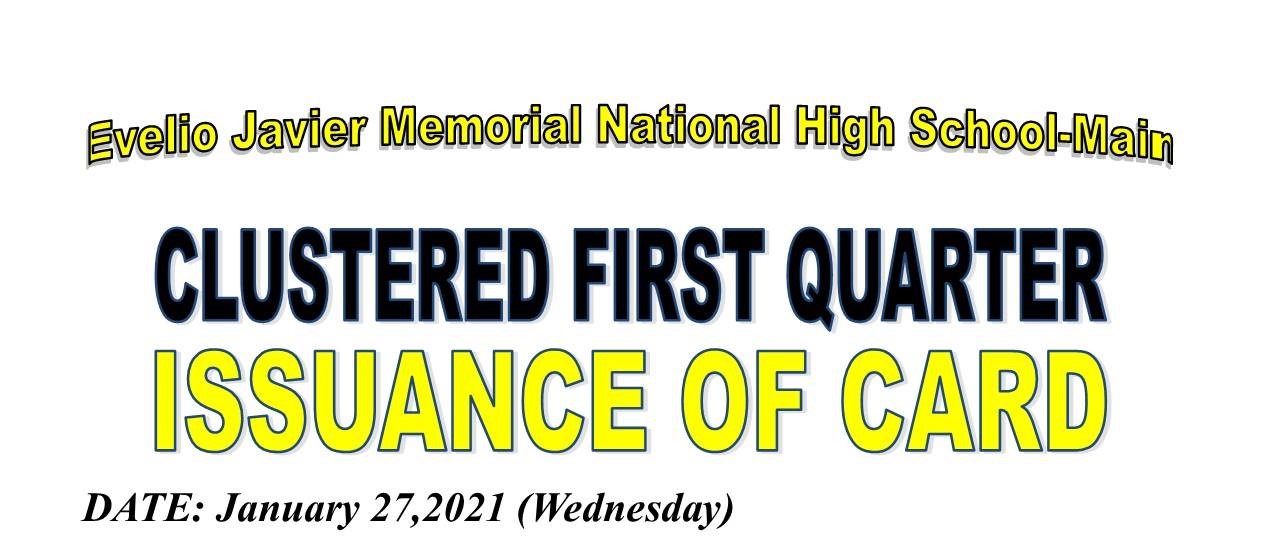 Evelio Javier Memorial National High School-Main
CLUSTERED FIRST QUARTER
ISSUANCE OF CARD
DATE: January 27,2021 (Wednesday)